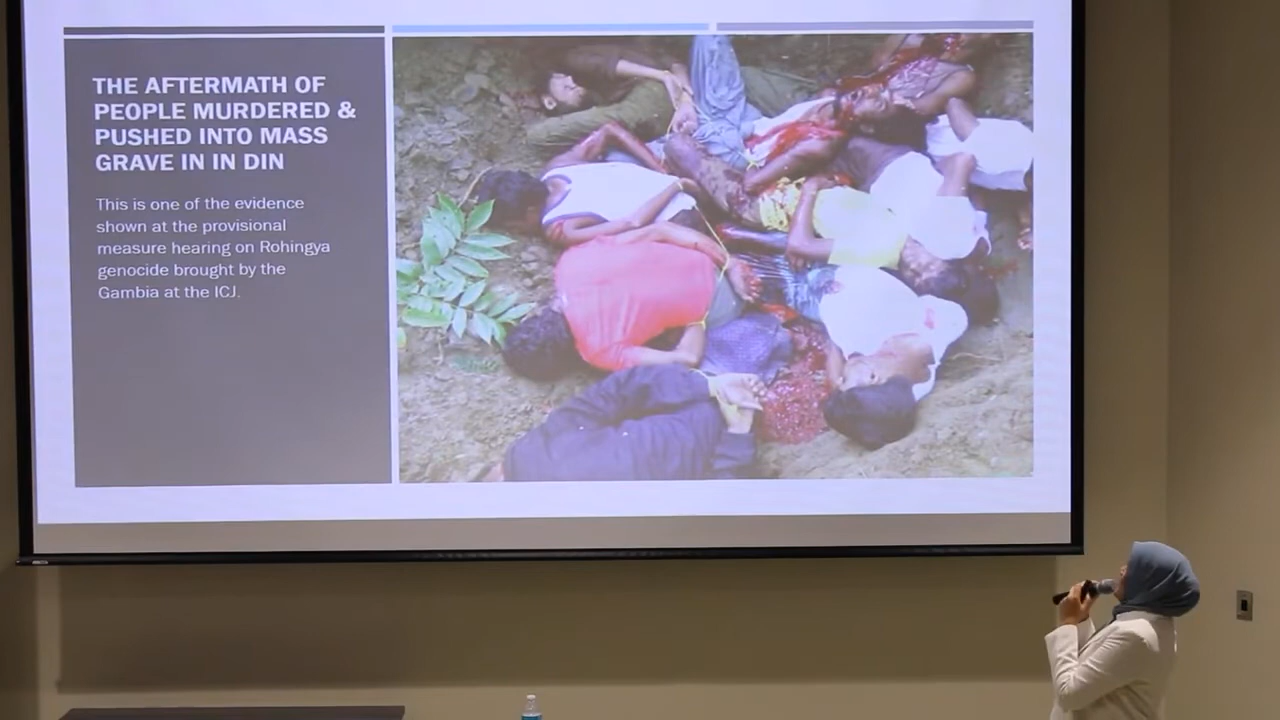 THE AFTERMATH OF
PEOPLE MURDERED &
PUSHED INTO MASS
GRAVE IN IN DIN
This is one of the evidence
shown at the provisional
measure hearing on Rohingya
genocide brought by the
Gambia at the ICJ.